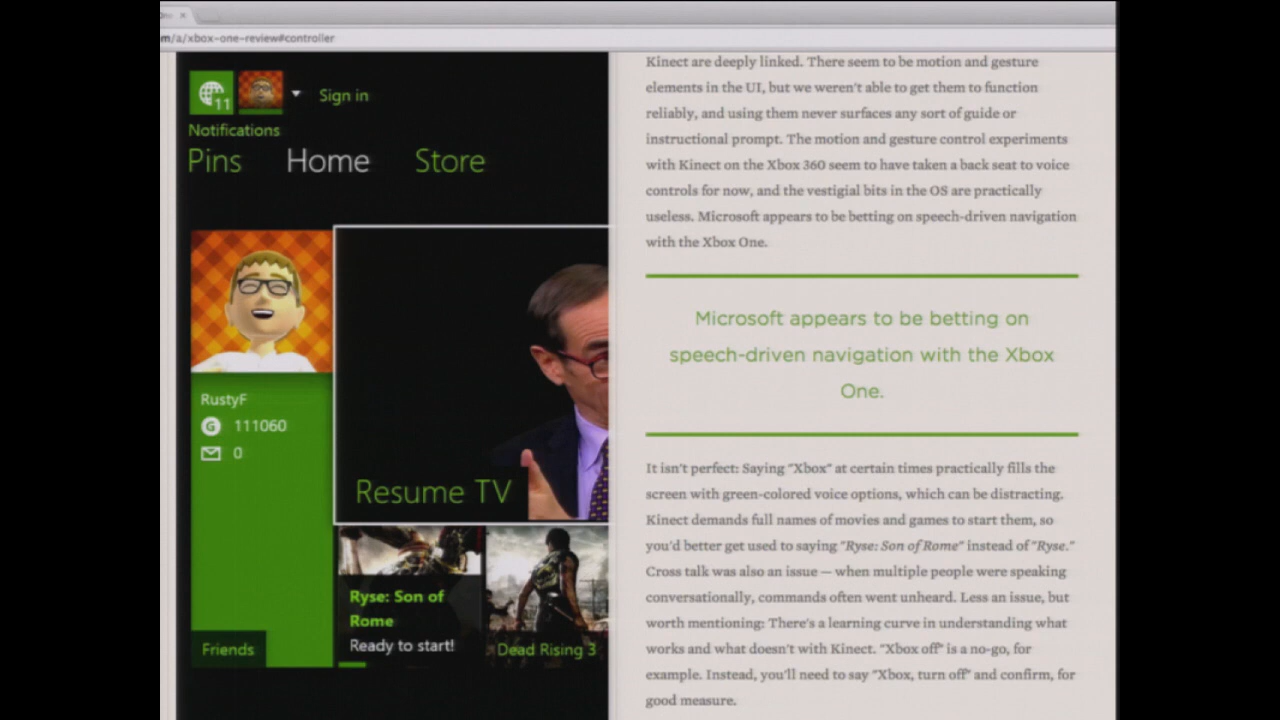 m/a/xbox-one-review#controller
11
Sign in
Notifications
Pins Home Store
RustyF
G 111060
0
Resume TV
Ryse: Son of
Rome
Ready to start!
Friends
Dead Rising 3
Kinect are deeply linked. There seem to be motion and gesture
elements in the UI, but we weren't able to get them to function
reliably, and using them never surfaces any sort of guide or
instructional prompt. The motion and gesture control experiments
with Kinect on the Xbox 360 seem to have taken a back seat to voice
controls for now, and the vestigial bits in the OS are practically
useless. Microsoft appears to be betting on speech-driven navigation
with the Xbox One.
Microsoft appears to be betting on
speech-driven navigation with the Xbox
One.
It isn't perfect: Saying "Xbox" at certain times practically fills the
screen with green-colored voice options, which can be distracting.
Kinect demands full names of movies and games to start them, so
you'd better get used to saying "Ryse: Son of Rome" instead of "Ryse."
Cross talk was also an issue — when multiple people were speaking
conversationally, commands often went unheard. Less an issue, but
worth mentioning: There's a learning curve in understanding what
works and what doesn't with Kinect. "Xbox off" is a no-go, for
example. Instead, you'll need to say "Xbox, turn off" and confirm, for
good measure.